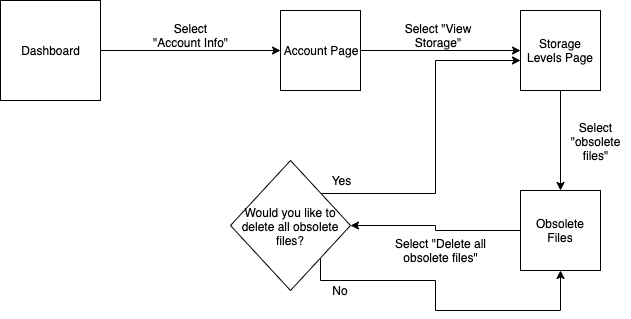 Select
"Account Info"
Select "View
Storage"
Dashboard
Account Page
Storage
Levels Page
Select
"obsolete
files"
Yes
Would you like to
delete all obsolete
files?
Obsolete
Files
Select "Delete all
obsolete files"
No